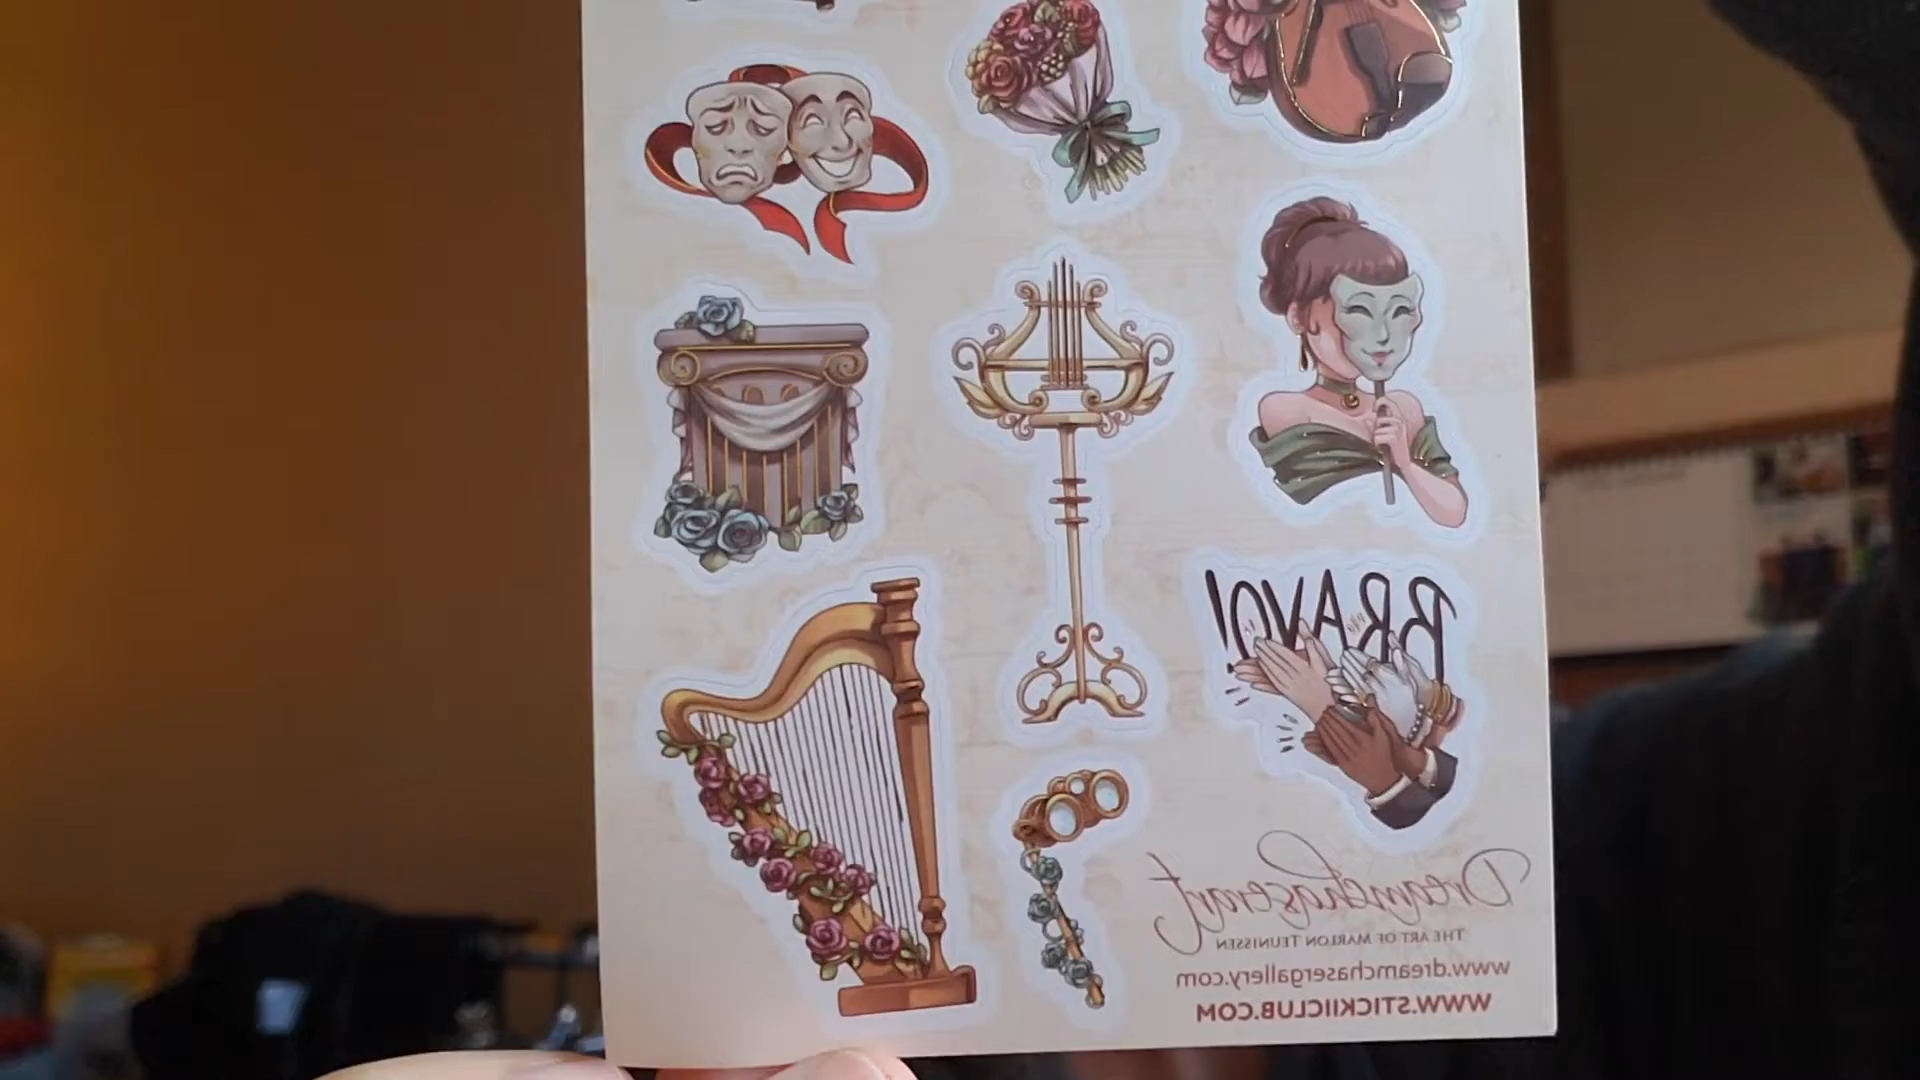 BRAVO!
Dreamchaserart
THE ART OF MARLON TEUNISSEN
www.dreamchasergallery.com
WWW.STICKIICLUB.COM